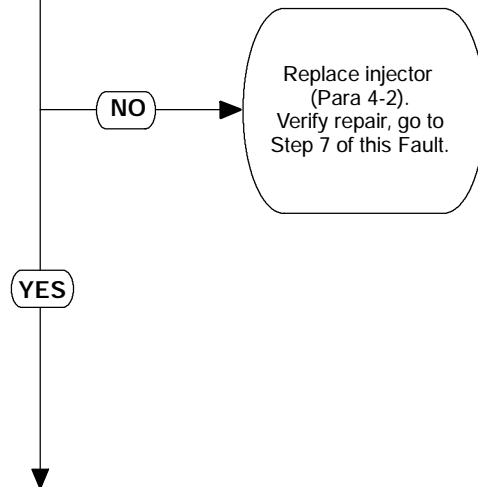 Replace injector
(Para 4-2).
Verify repair, go to
Step 7 of this Fault.
NO
YES